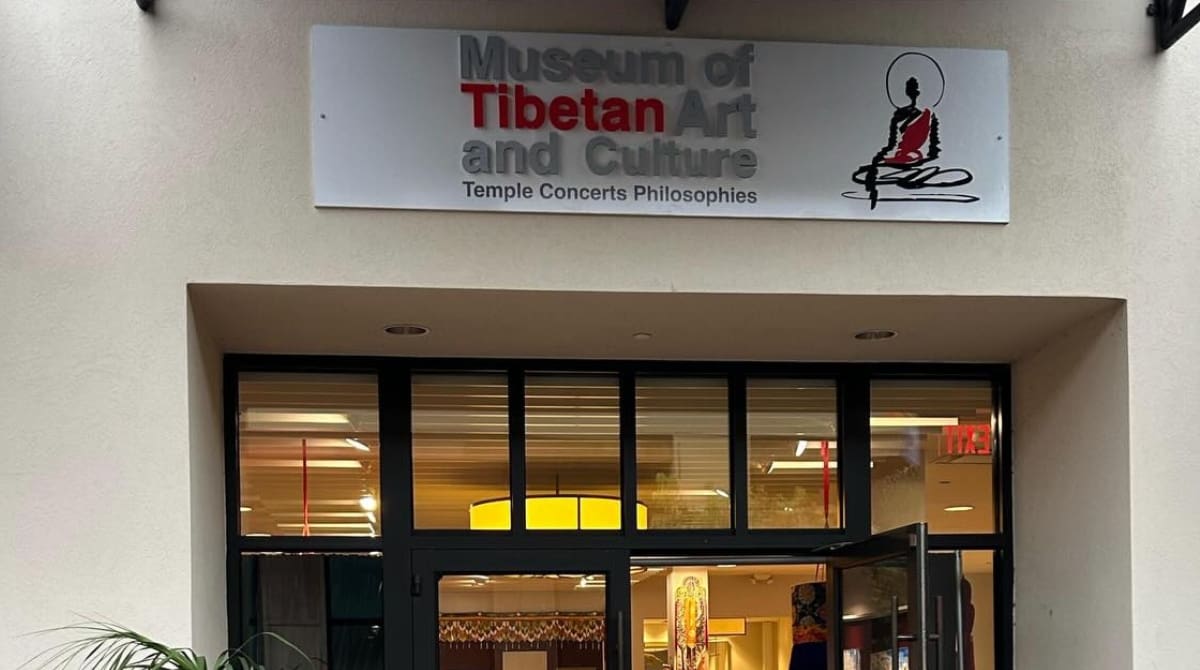 Museum of
Tibetan Art
and Culture
Temple Concerts Philosophies
EXIT